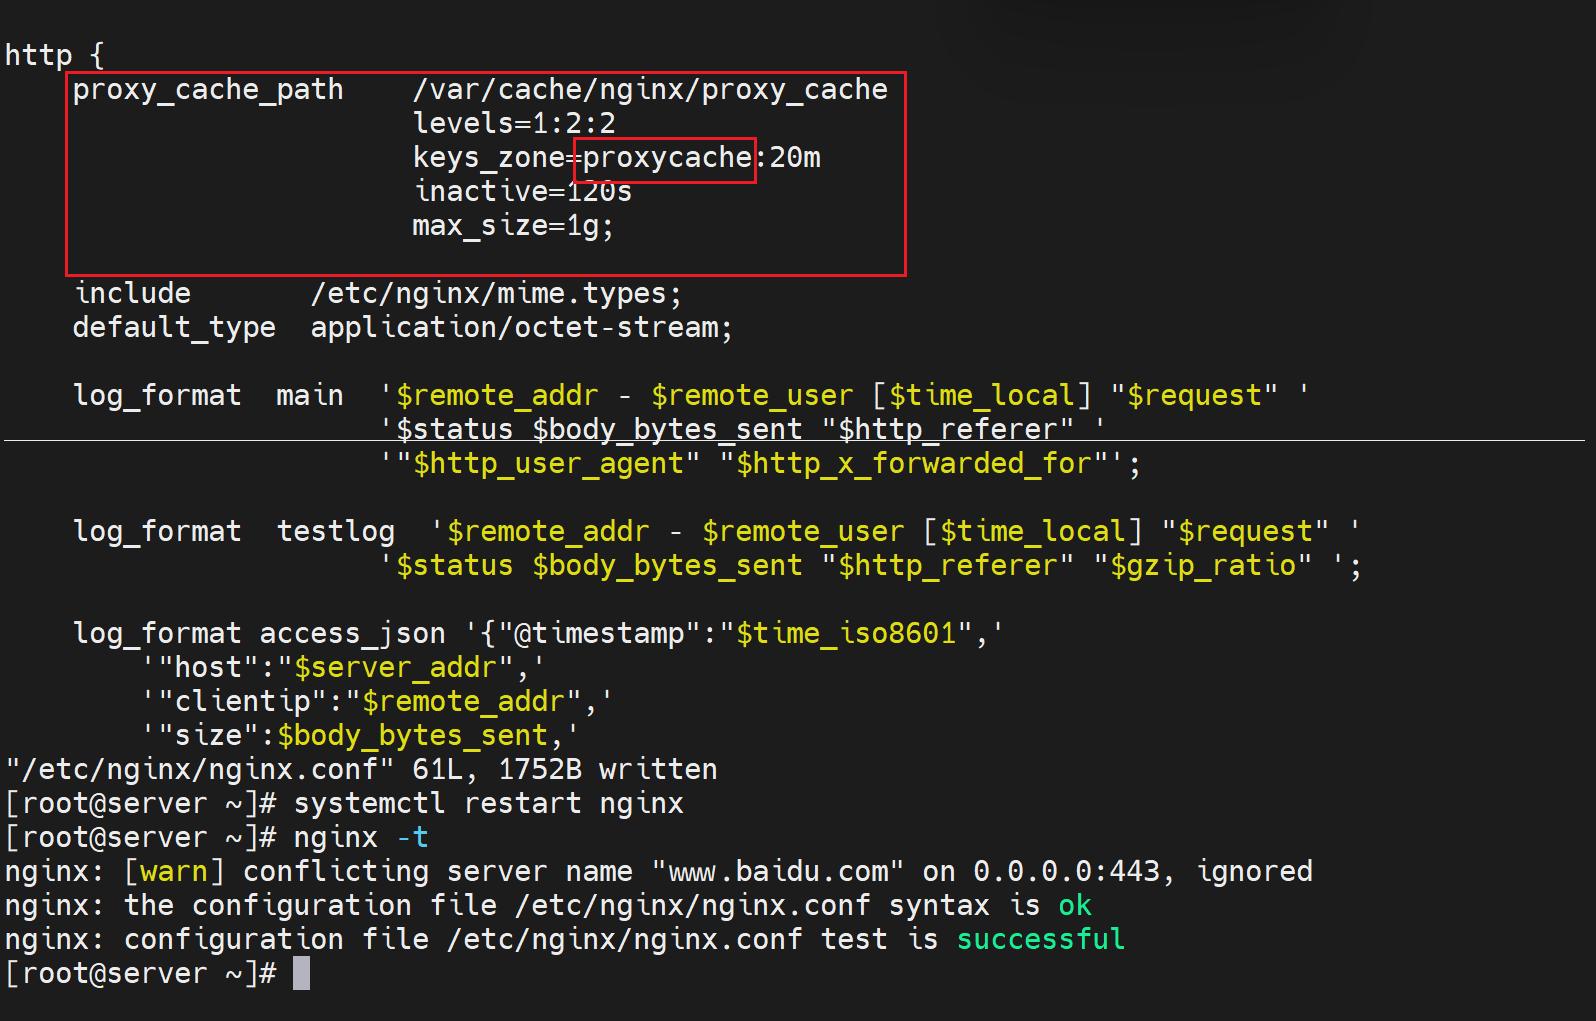 http {
    proxy_cache_path    /var/cache/nginx/proxy_cache
                        levels=1:2:2
                        keys_zone=proxycache:20m
                        inactive=120s
                        max_size=1g;
    include       /etc/nginx/mime.types;
    default_type  application/octet-stream;
    log_format  main  '$remote_addr - $remote_user [$time_local] "$request" '
                      '$status $body_bytes_sent "$http_referer" '
                      '"$http_user_agent" "$http_x_forwarded_for"';
    log_format  testlog  '$remote_addr - $remote_user [$time_local] "$request" '
                      '$status $body_bytes_sent "$http_referer" "$gzip_ratio" ';
    log_format access_json '{"@timestamp":"$time_iso8601",'
        '"host":"$server_addr",'
        '"clientip":"$remote_addr",'
        '"size":$body_bytes_sent,'
"/etc/nginx/nginx.conf" 61L, 1752B written
[root@server ~]# systemctl restart nginx
[root@server ~]# nginx -t
nginx: [warn] conflicting server name "www.baidu.com" on 0.0.0.0:443, ignored
nginx: the configuration file /etc/nginx/nginx.conf syntax is ok
nginx: configuration file /etc/nginx/nginx.conf test is successful
[root@server ~]#